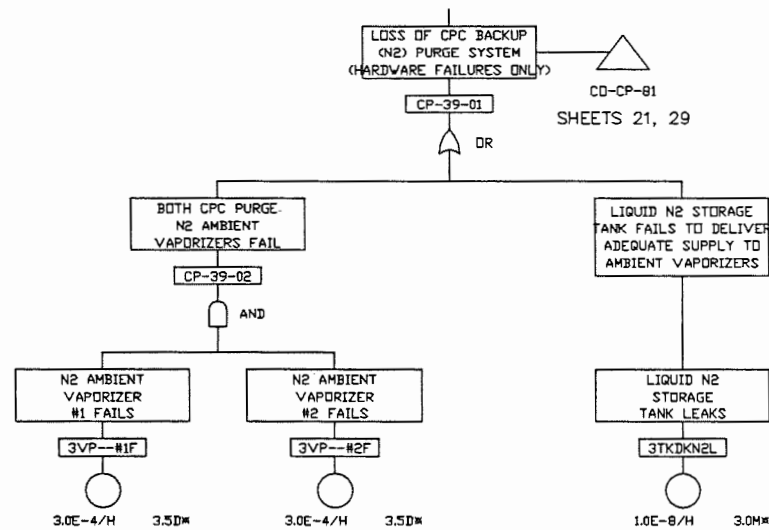 LOSS OF CPC BACKUP
(N2) PURGE SYSTEM
(HARDWARE FAILURES ONLY)
CP-39-01
CD-CP-81
SHEETS 21, 29
OR
BOTH CPC PURGE
N2 AMBIENT
VAPORIZERS FAIL
CP-39-02
AND
LIQUID N2 STORAGE
TANK FAILS TO DELIVER
ADEQUATE SUPPLY TO
AMBIENT VAPORIZERS
N2 AMBIENT
VAPORIZER
#1 FAILS
3VP--#1F
3.0E-4/H 3.5D*
N2 AMBIENT
VAPORIZER
#2 FAILS
3VP--#2F
3.0E-4/H 3.5D*
LIQUID N2
STORAGE
TANK LEAKS
3TKDKN2L
1.0E-8/H 3.0M*